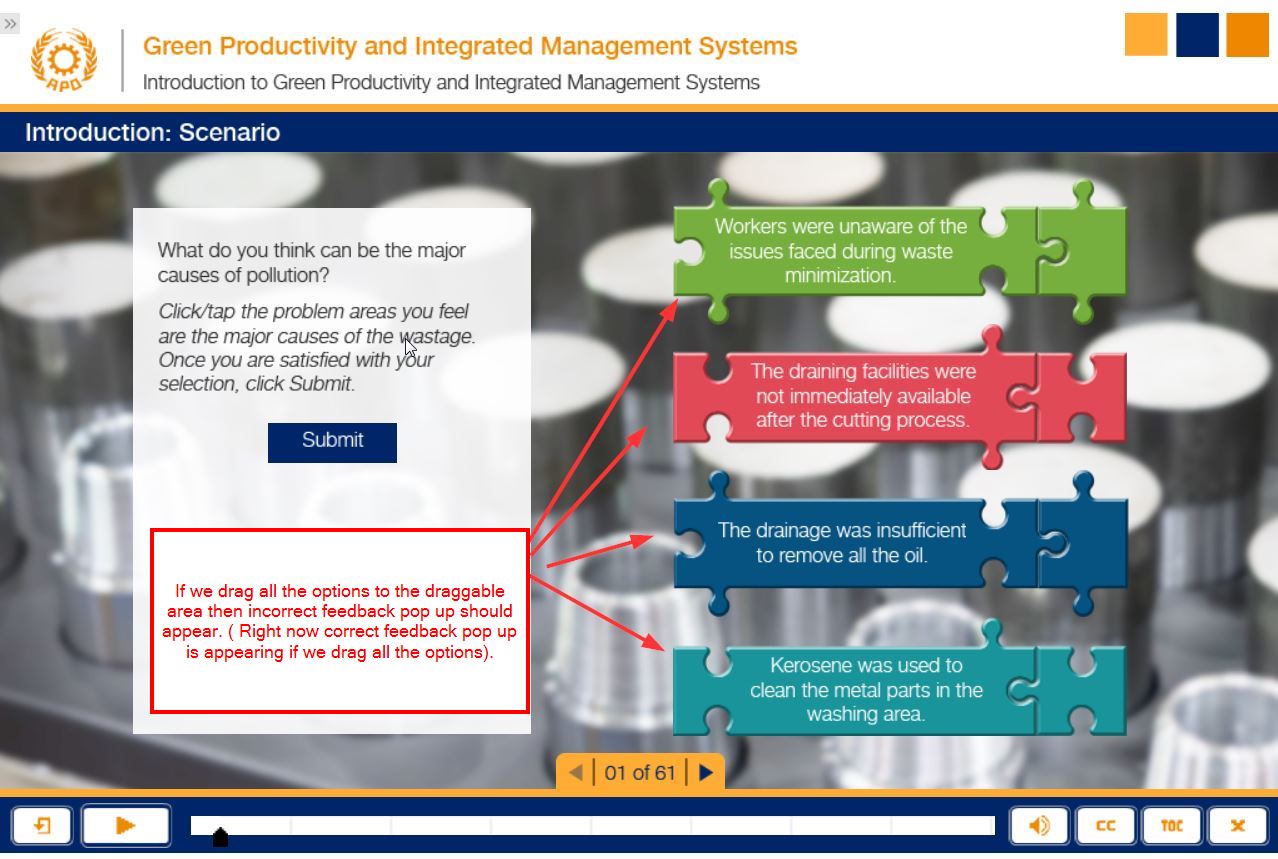 >>
APO
Green Productivity and Integrated Management Systems
Introduction to Green Productivity and Integrated Management Systems
Introduction: Scenario
What do you think can be the major
causes of pollution?
Click/tap the problem areas you feel
are the major causes of the wastage.
Once you are satisfied with your
selection, click Submit.
Submit
If we drag all the options to the draggable
area then incorrect feedback pop up should
appear. ( Right now correct feedback pop up
is appearing if we drag all the options).
Workers were unaware of the
issues faced during waste
minimization.
The draining facilities were
not immediately available
after the cutting process.
The drainage was insufficient
to remove all the oil.
Kerosene was used to
clean the metal parts in the
washing area.
01 of 61
CC
TOC